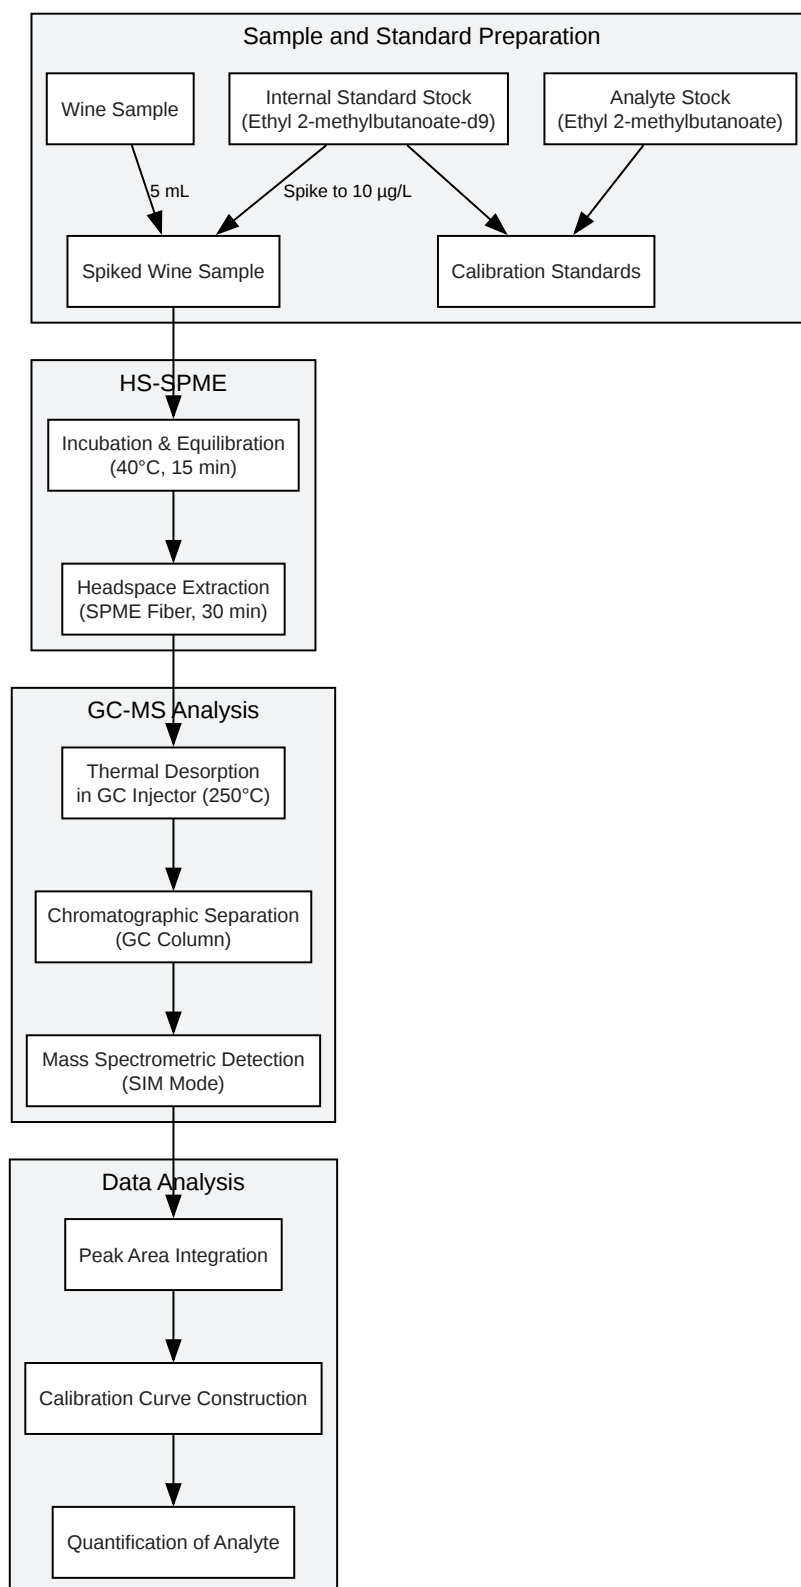 Sample and Standard Preparation
Wine Sample
Internal Standard Stock
(Ethyl 2-methylbutanoate-d9)
Analyte Stock
(Ethyl 2-methylbutanoate)
5 mL
Spike to 10 µg/L
Spiked Wine Sample
Calibration Standards
HS-SPME
Incubation & Equilibration
(40°C, 15 min)
Headspace Extraction
(SPME Fiber, 30 min)
GC-MS Analysis
Thermal Desorption
in GC Injector (250°C)
Chromatographic Separation
(GC Column)
Mass Spectrometric Detection
(SIM Mode)
Data Analysis
Peak Area Integration
Calibration Curve Construction
Quantification of Analyte